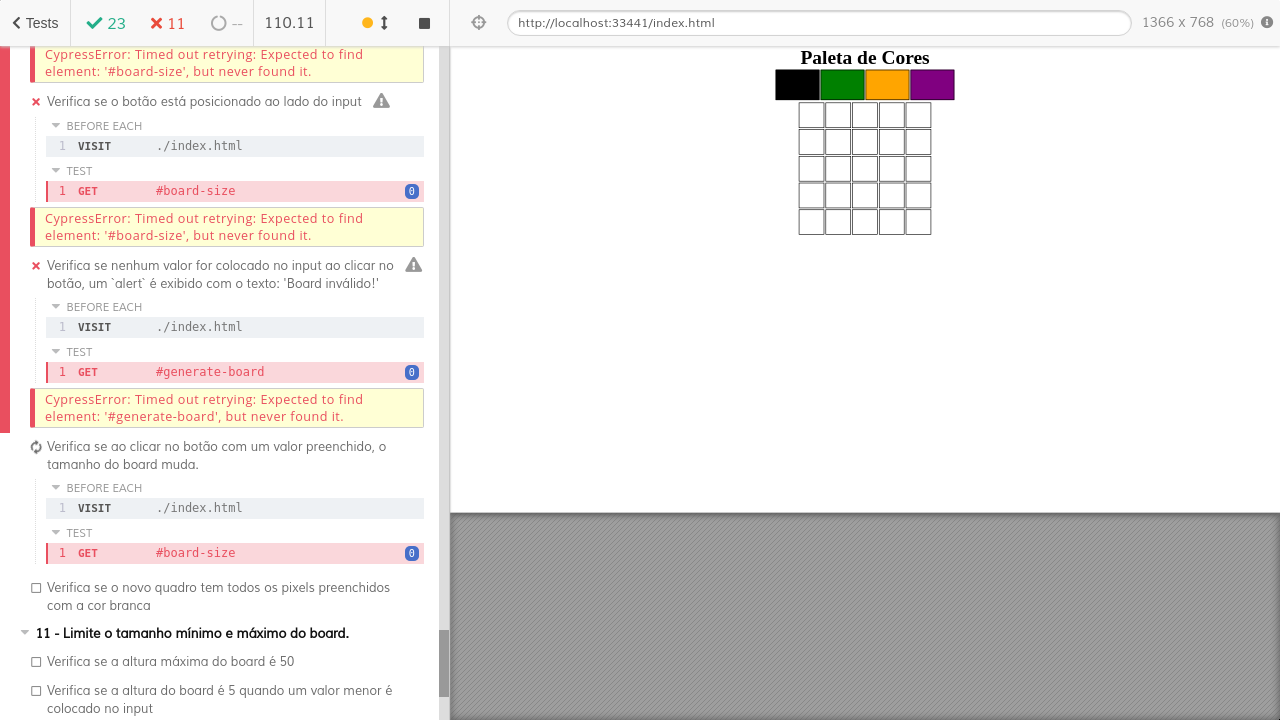 Tests
23
11
--
110.11
http://localhost:33441/index.html
1366 x 768 (60%)
CypressError: Timed out retrying: Expected to find
element: '#board-size', but never found it.
Verifica se o botão está posicionado ao lado do input
BEFORE EACH
1 VISIT ./index.html
TEST
1 GET #board-size 0
CypressError: Timed out retrying: Expected to find
element: '#board-size', but never found it.
Verifica se nenhum valor for colocado no input ao clicar no
botão, um `alert` é exibido com o texto: 'Board inválido!'
BEFORE EACH
1 VISIT ./index.html
TEST
1 GET #generate-board 0
CypressError: Timed out retrying: Expected to find
element: '#generate-board', but never found it.
Verifica se ao clicar no botão com um valor preenchido, o
tamanho do board muda.
BEFORE EACH
1 VISIT ./index.html
TEST
1 GET #board-size 0
Verifica se o novo quadro tem todos os pixels preenchidos
com a cor branca
11 - Limite o tamanho mínimo e máximo do board.
Verifica se a altura máxima do board é 50
Verifica se a altura do board é 5 quando um valor menor é
colocado no input
Paleta de Cores